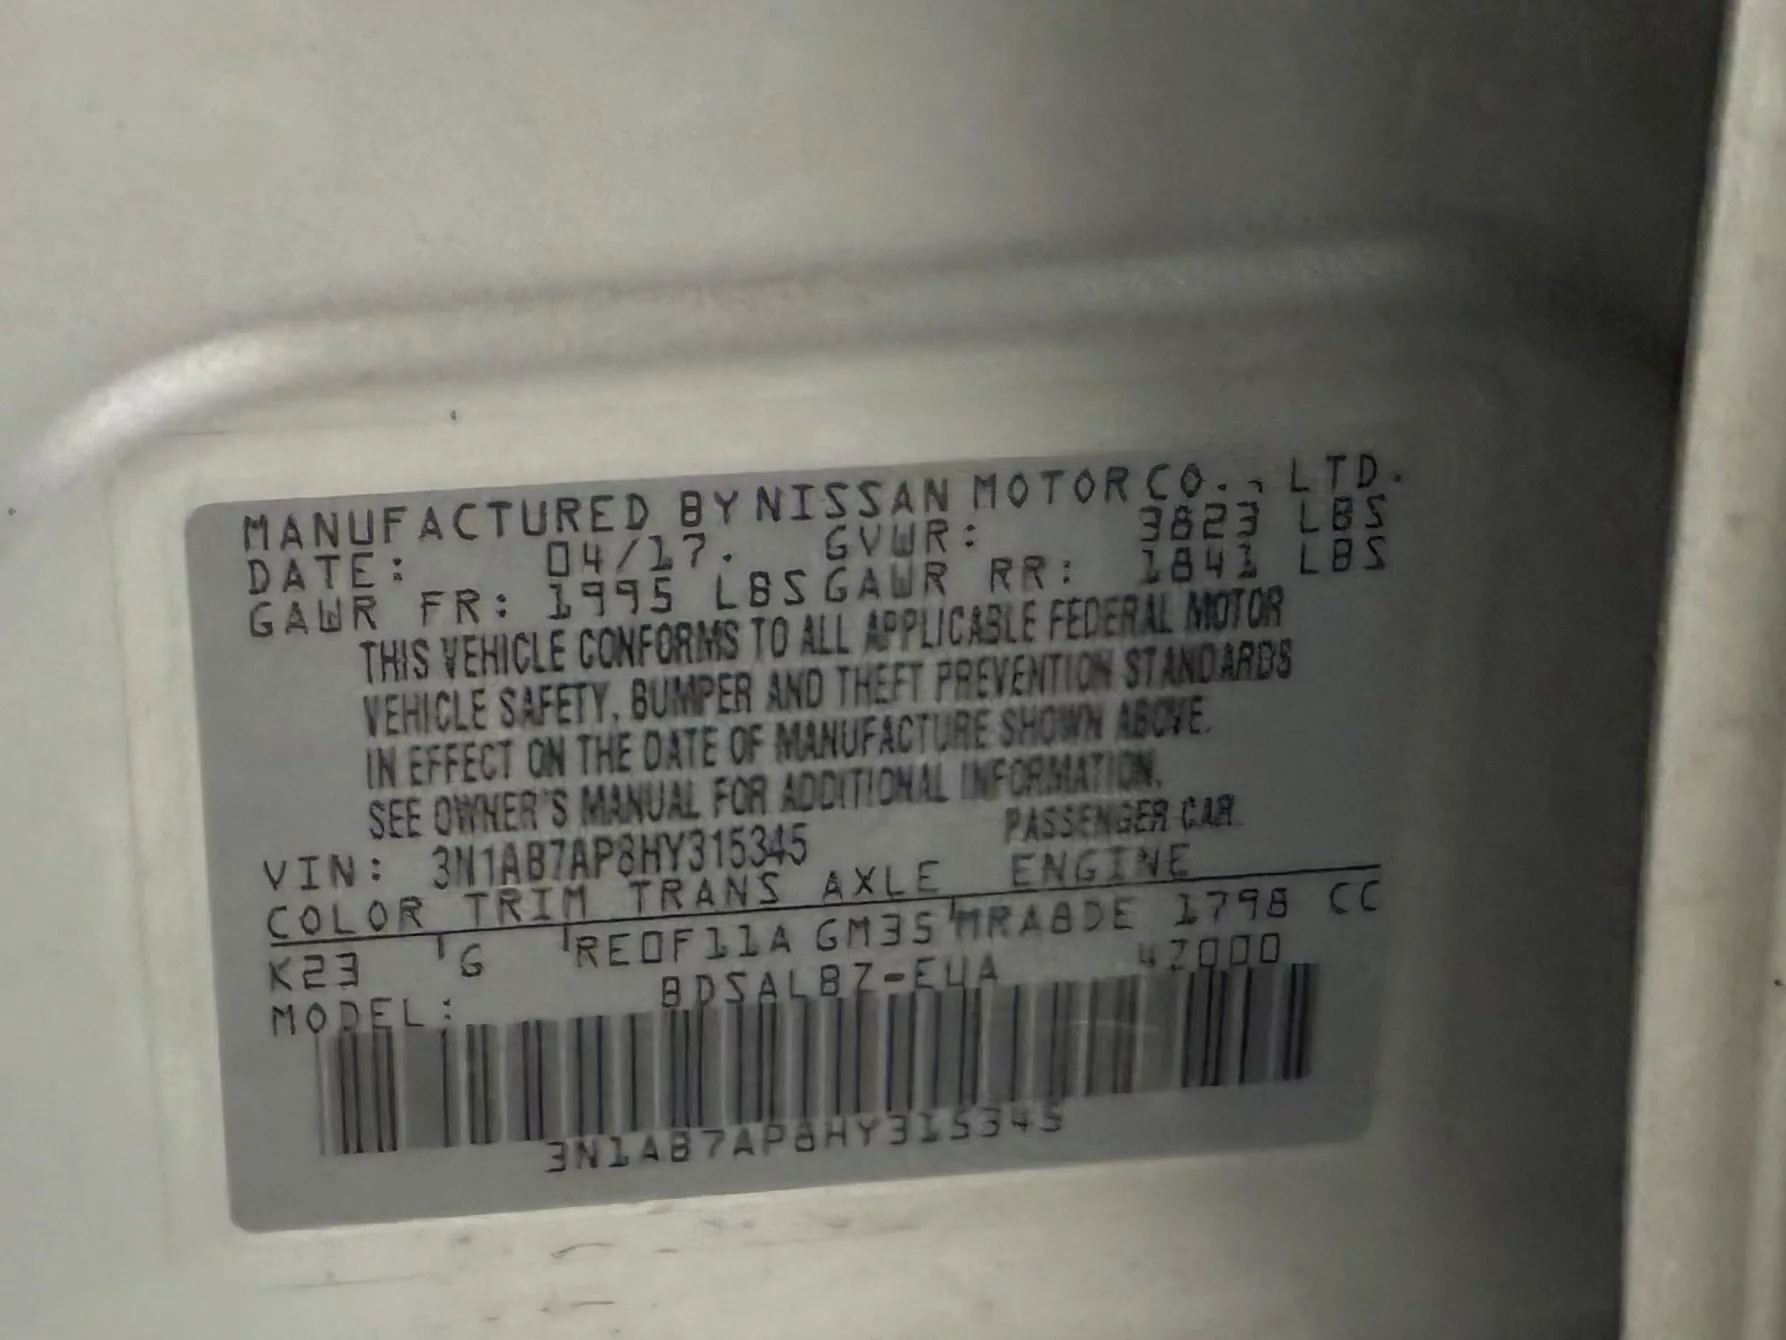 MANUFACTURED BY NISSAN MOTOR CO., LTD.
DATE: 04/17. GVWR: 3823 LBS
GAWR FR: 1995 LBS GAWR RR: 1841 LBS
THIS VEHICLE CONFORMS TO ALL APPLICABLE FEDERAL MOTOR
VEHICLE SAFETY, BUMPER AND THEFT PREVENTION STANDARDS
IN EFFECT ON THE DATE OF MANUFACTURE SHOWN ABOVE.
SEE OWNER'S MANUAL FOR ADDITIONAL INFORMATION.
VIN: 3N1AB7AP8HY315345 PASSENGER CAR
COLOR TRIM TRANS AXLE ENGINE
K23 'G 'RE0F11A GM35 'MRA8DE 1798 CC
MODEL: BDSALBZ-EUA 47000
3N1AB7AP8HY315345